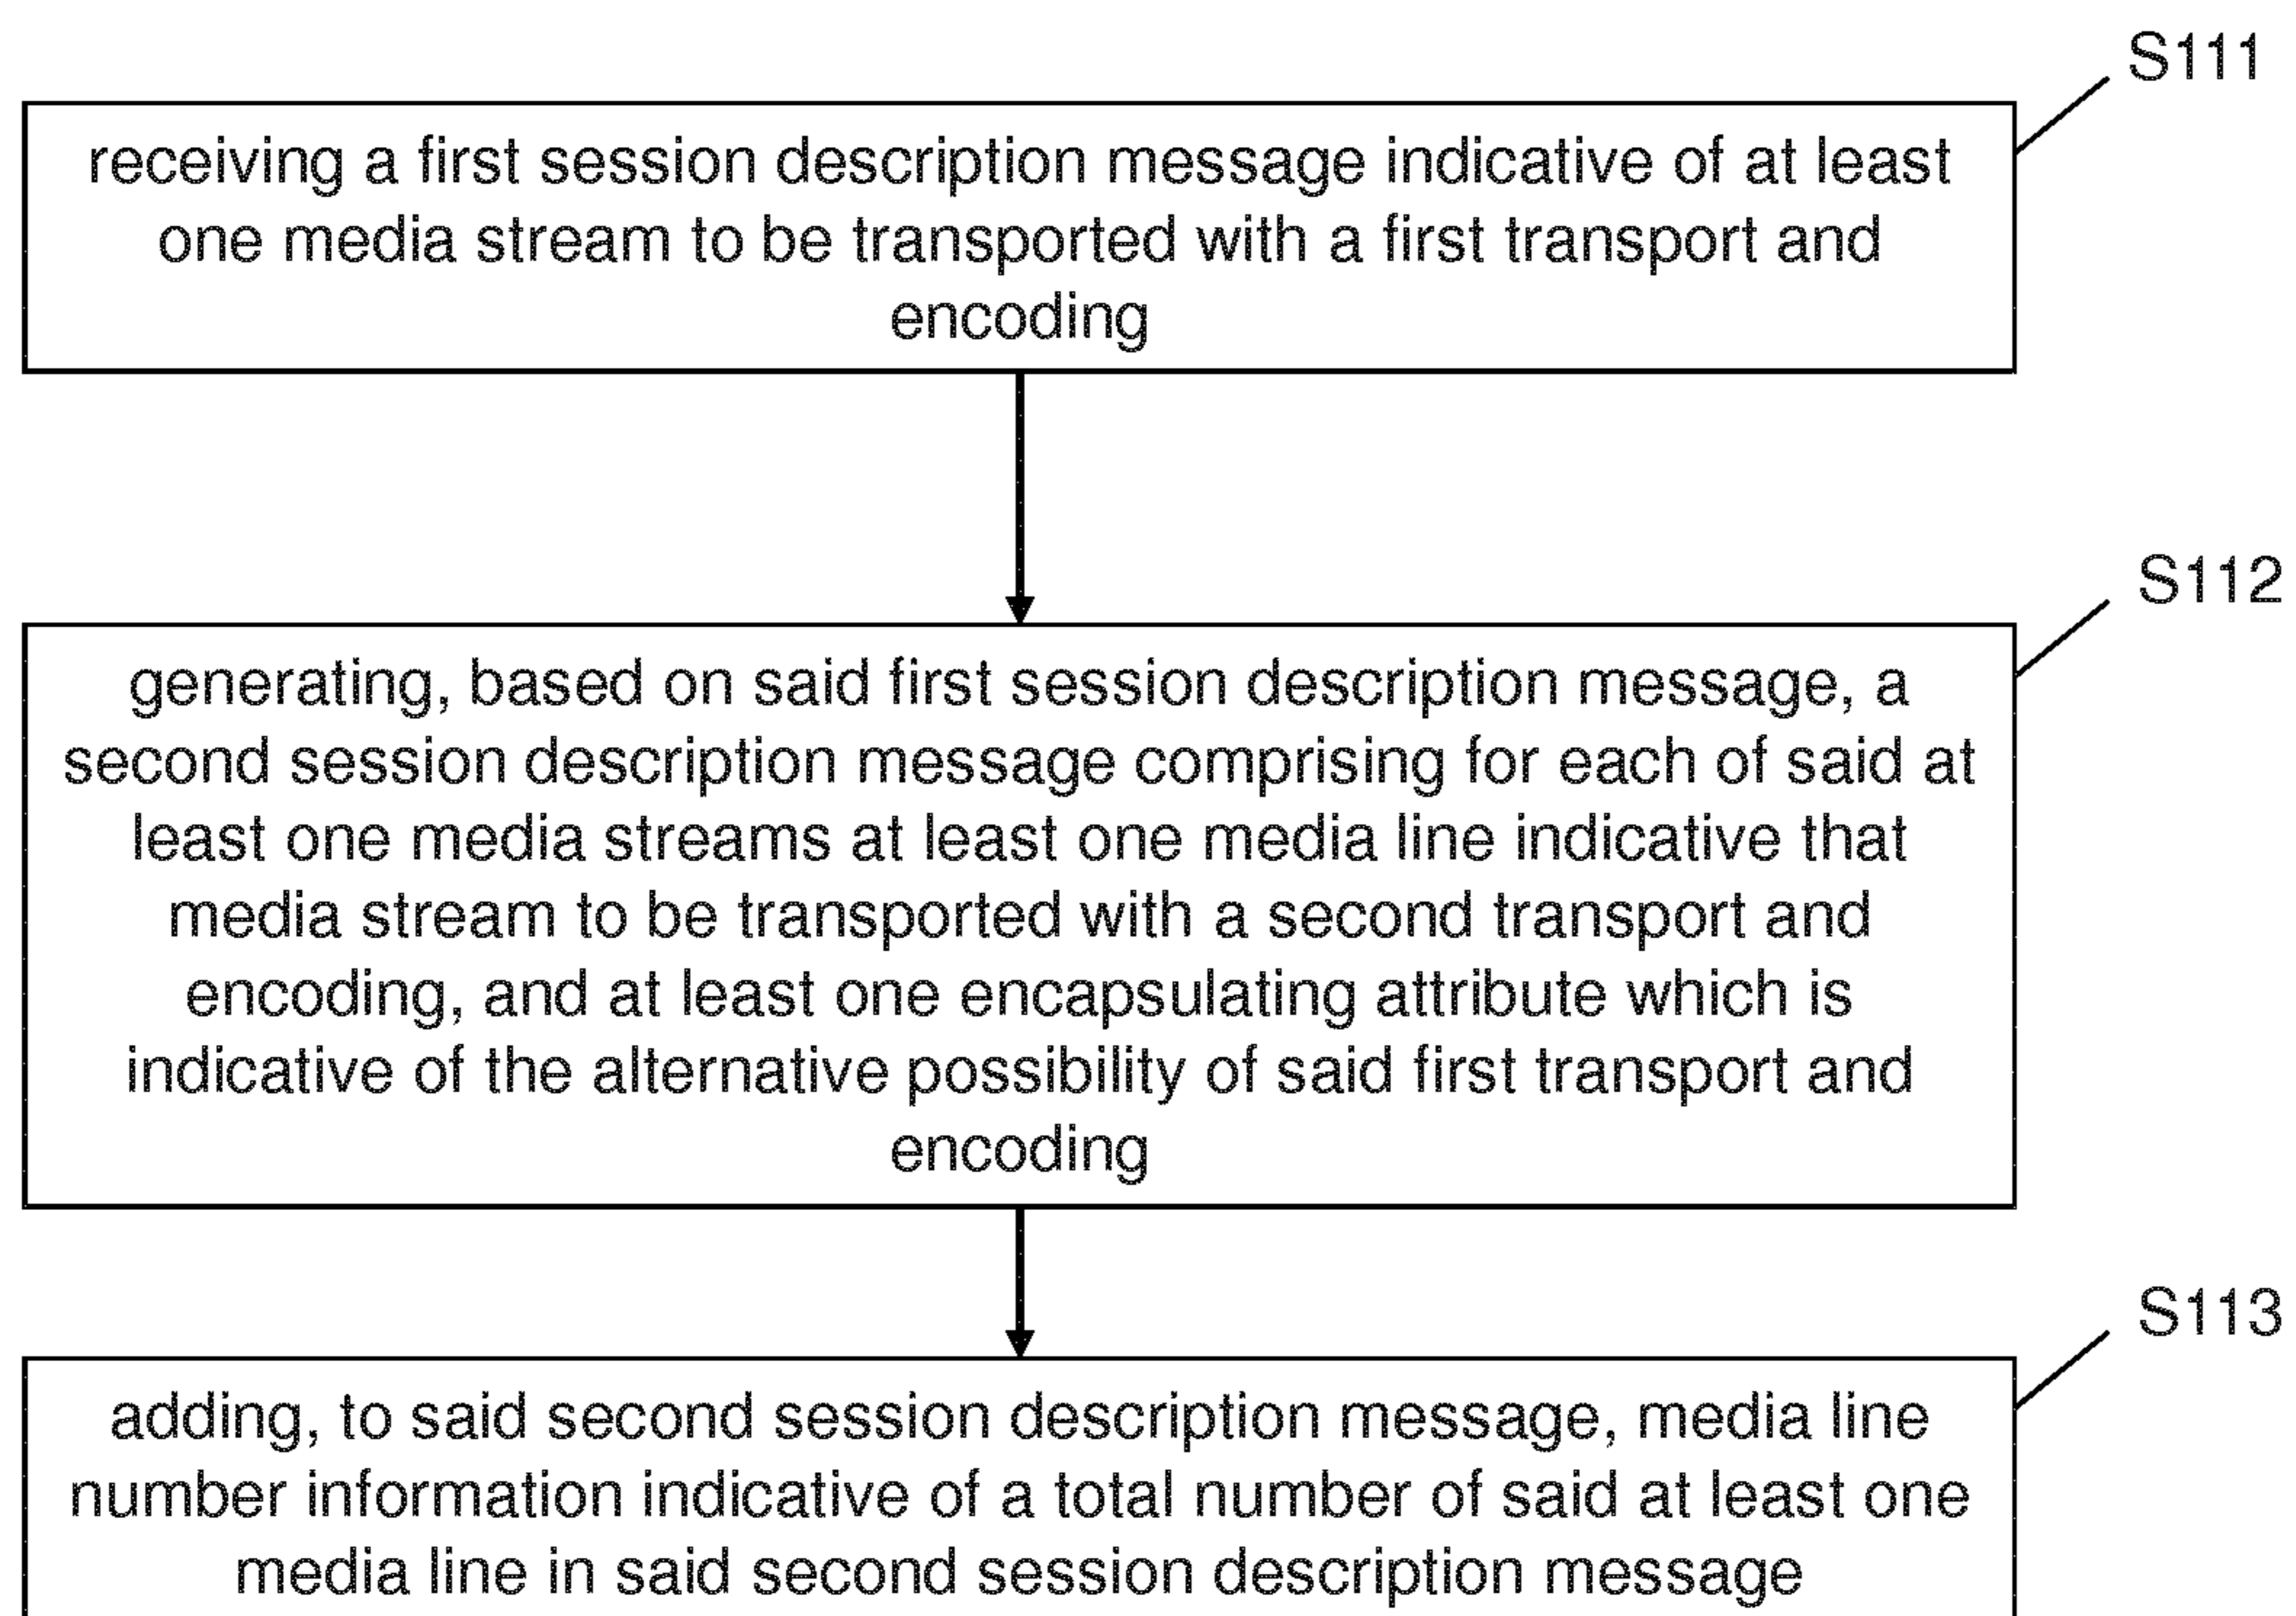 S111
receiving a first session description message indicative of at least
one media stream to be transported with a first transport and
encoding
S112
generating, based on said first session description message, a
second session description message comprising for each of said at
least one media streams at least one media line indicative that
media stream to be transported with a second transport and
encoding, and at least one encapsulating attribute which is
indicative of the alternative possibility of said first transport and
encoding
S113
adding, to said second session description message, media line
number information indicative of a total number of said at least one
media line in said second session description message